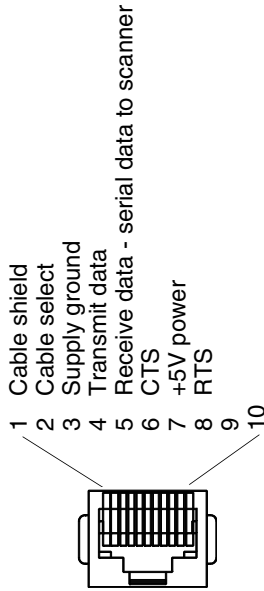 1 Cable shield
2 Cable select
3 Supply ground
4 Transmit data
5 Receive data - serial data to scanner
6 CTS
7 +5V power
8 RTS
9
10